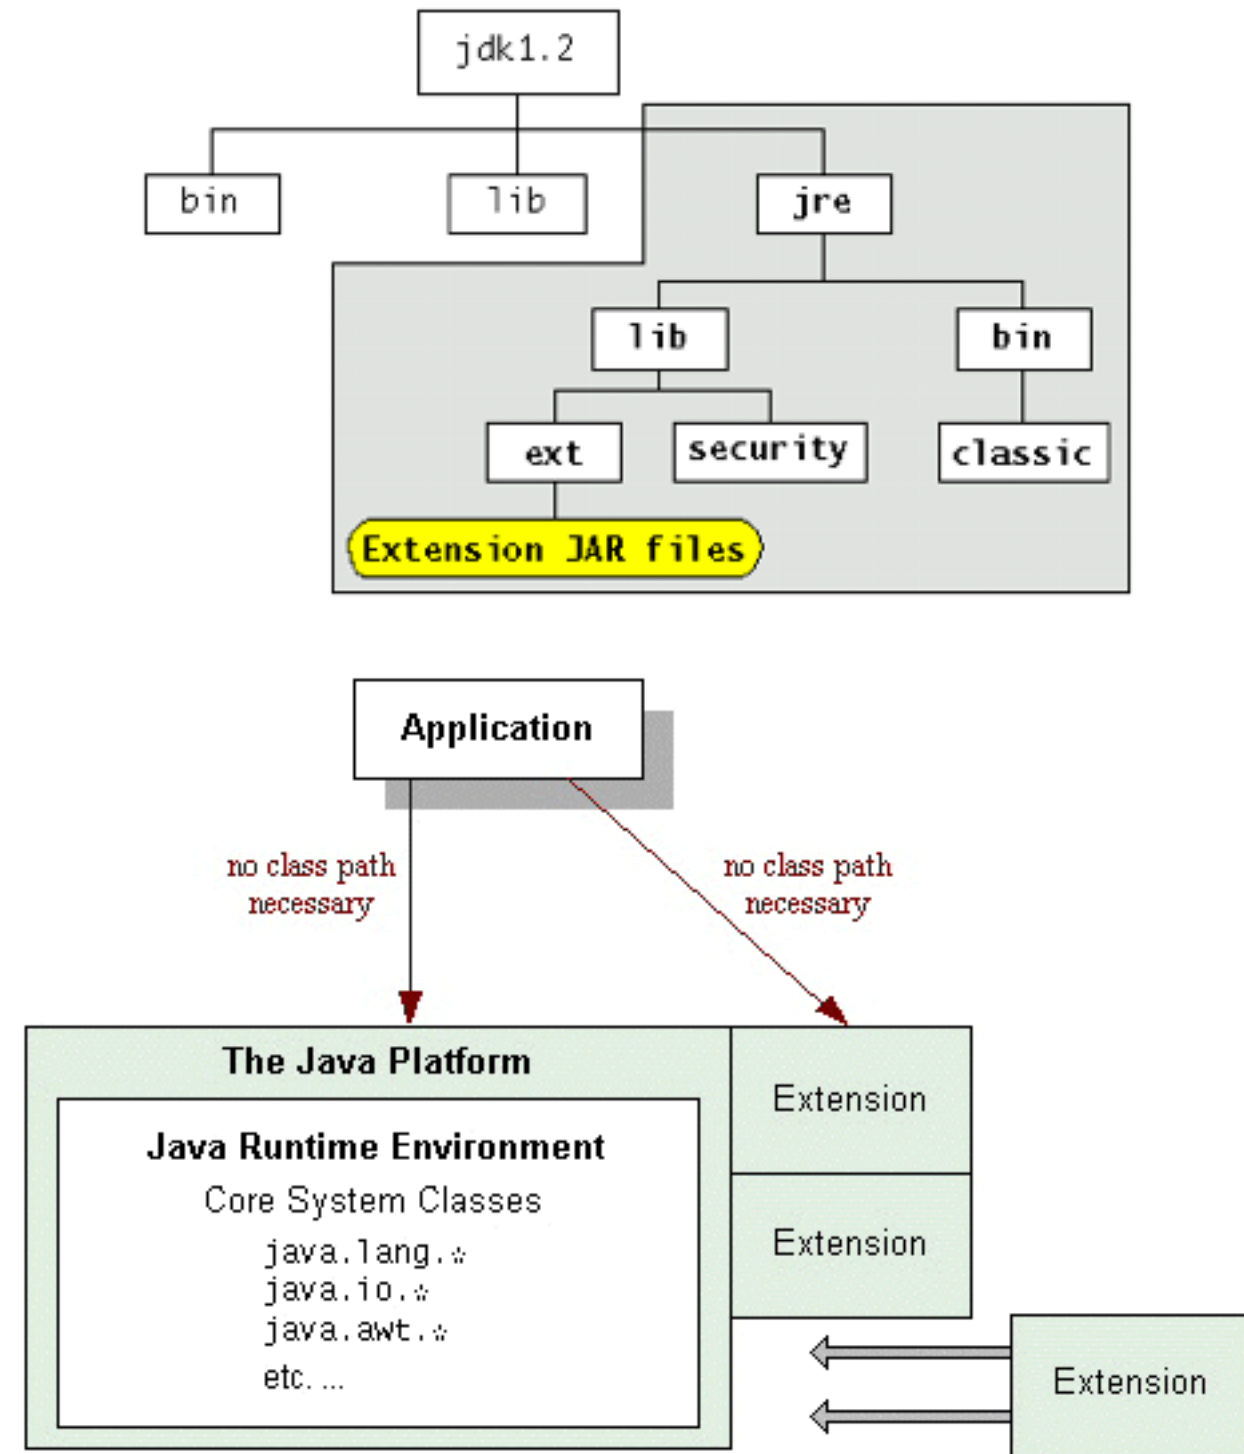 jdk1.2
bin
lib
jre
lib
bin
ext
security
classic
Extension JAR files
Application
no class path
necessary
no class path
necessary
The Java Platform
Java Runtime Environment
Core System Classes
java.lang.*
java.io.*
java.awt.*
etc. ...
Extension
Extension
Extension